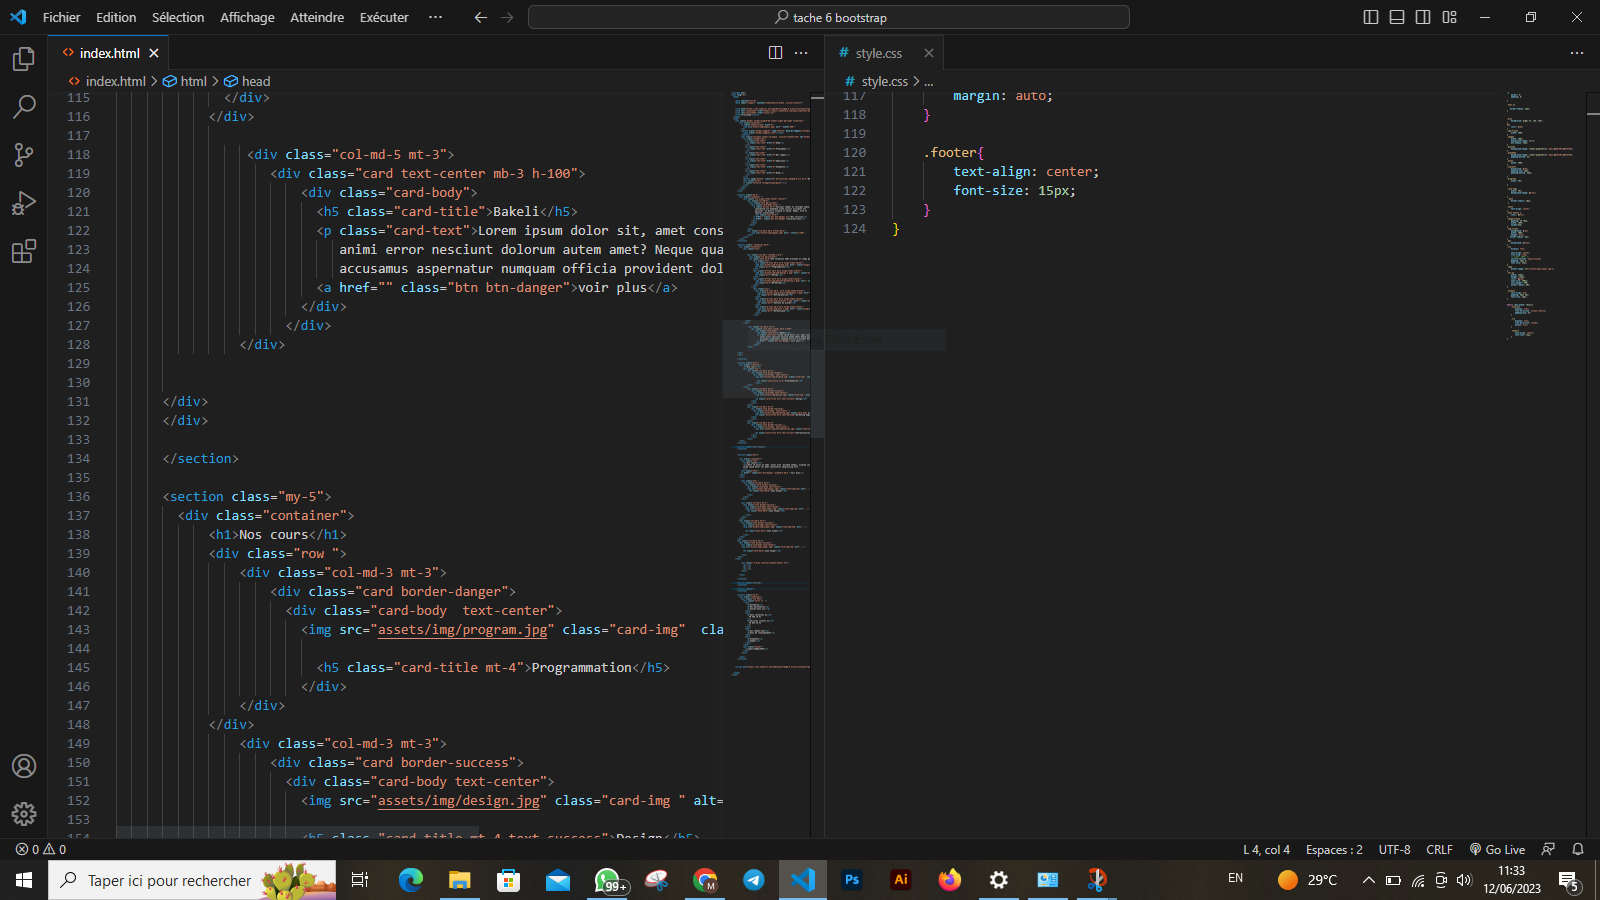 Fichier Edition Sélection Affichage Atteindre Exécuter ··· tache 6 bootstrap
index.html
style.css
index.html > html > head
style.css > ...
115 </div>
116 </div>
117
118 <div class="col-md-5 mt-3">
119 <div class="card text-center mb-3 h-100">
120 <div class="card-body">
121 <h5 class="card-title">Bakeli</h5>
122 <p class="card-text">Lorem ipsum dolor sit, amet cons
123 animi error nesciunt dolorum autem amet? Neque qua
124 accusamus aspernatur numquam officia provident dol
125 <a href="" class="btn btn-danger">voir plus</a>
126 </div>
127 </div>
128 </div>
129
130
131 </div>
132 </div>
133
134 </section>
135
136 <section class="my-5">
137 <div class="container">
138 <h1>Nos cours</h1>
139 <div class="row ">
140 <div class="col-md-3 mt-3">
141 <div class="card border-danger">
142 <div class="card-body  text-center">
143 <img src="assets/img/program.jpg" class="card-img"  cla
144
145 <h5 class="card-title mt-4">Programmation</h5>
146 </div>
147 </div>
148 </div>
149 <div class="col-md-3 mt-3">
150 <div class="card border-success">
151 <div class="card-body text-center">
152 <img src="assets/img/design.jpg" class="card-img " alt=
153
154 <h5 class="card-title mt-4 text-success">Design</h5>
117 margin: auto;
118 }
119
120 .footer{
121 text-align: center;
122 font-size: 15px;
123 }
124 }
0 0 L 4, col 4 Espaces : 2 UTF-8 CRLF Go Live
Taper ici pour rechercher
99+
M
Ps
Ai
EN
29°C
11:33
12/06/2023
5